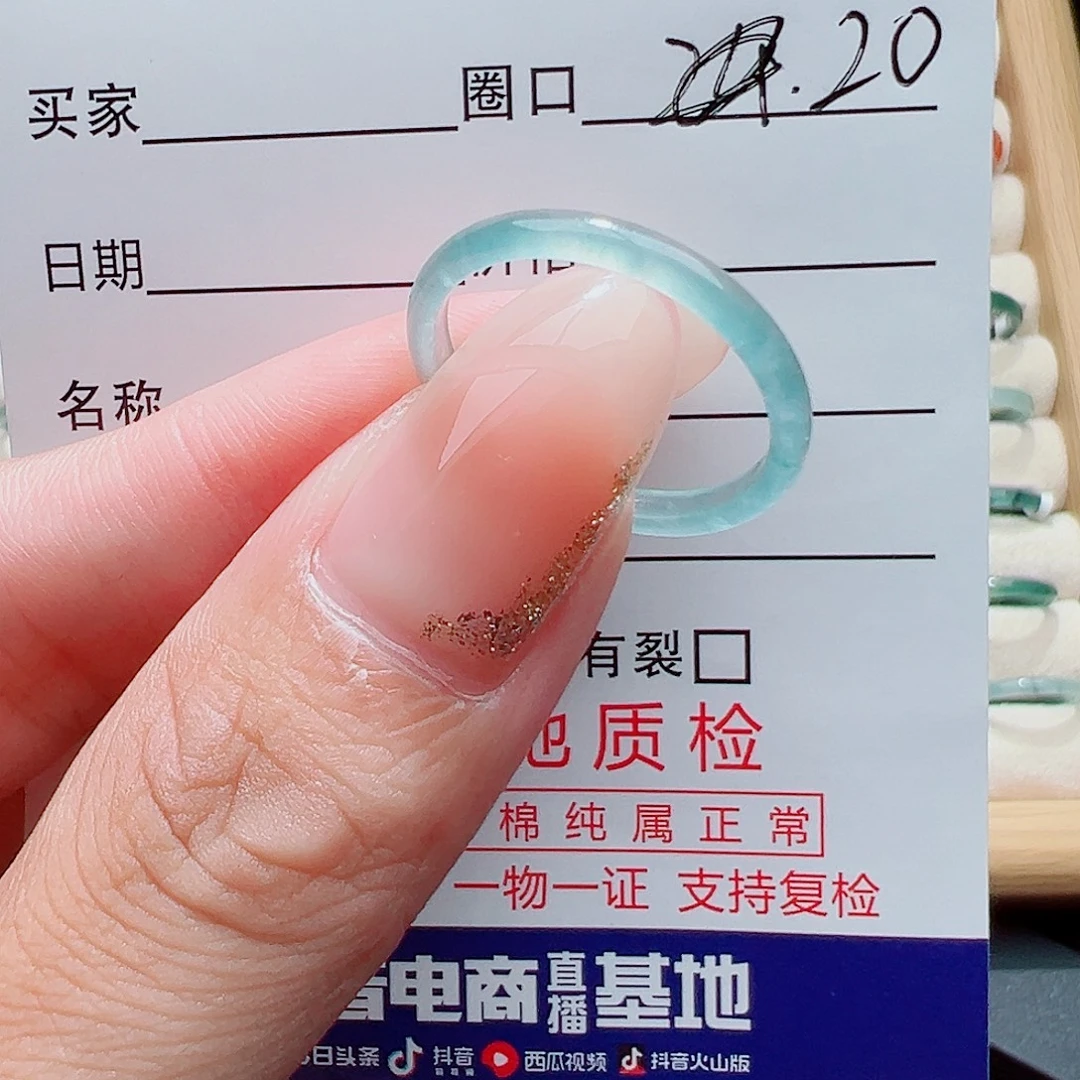 买家 圈口 .20
日期
名称
有裂□
质检
棉纯属正常
一物一证 支持复检
电商直播基地
日头条 抖音 西瓜视频 抖音火山版